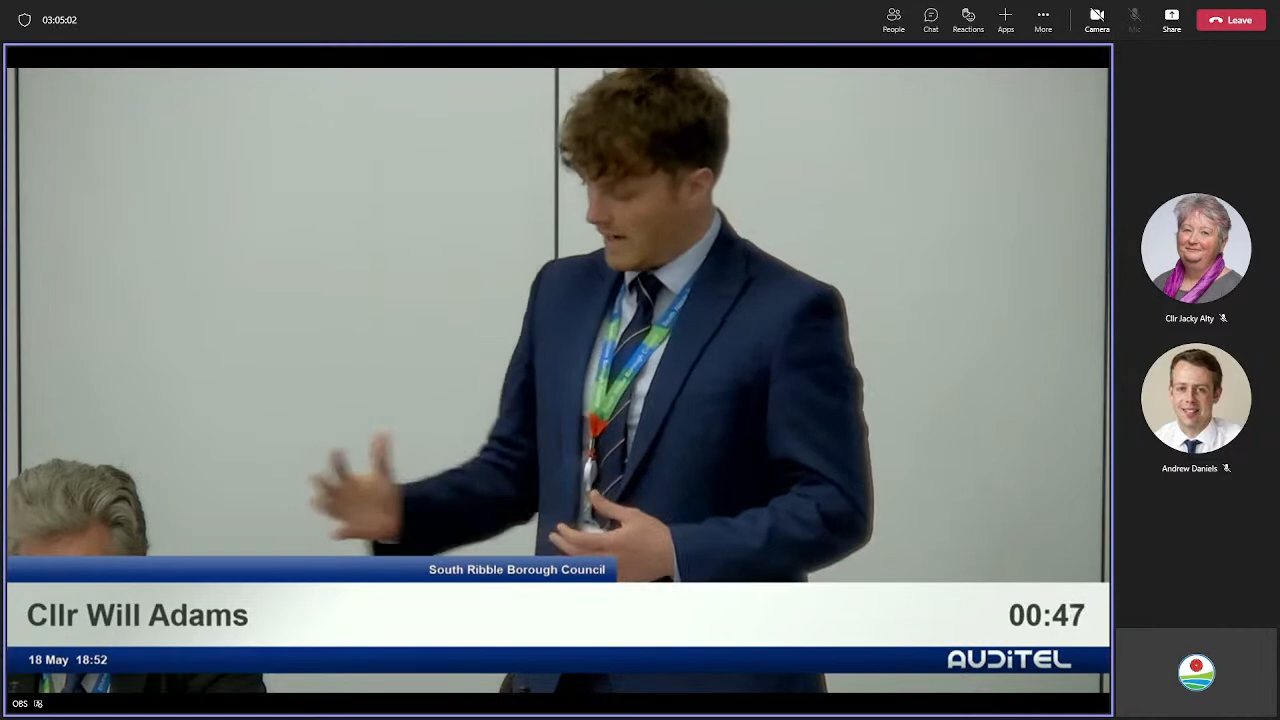 03:05:02
People
Chat
Reactions
Apps
More
Camera
Mic
Share
Leave
Cllr Jacky Alty
Andrew Daniels
South Ribble Borough Council
Cllr Will Adams
00:47
18 May 18:52
AUDITEL
OBS